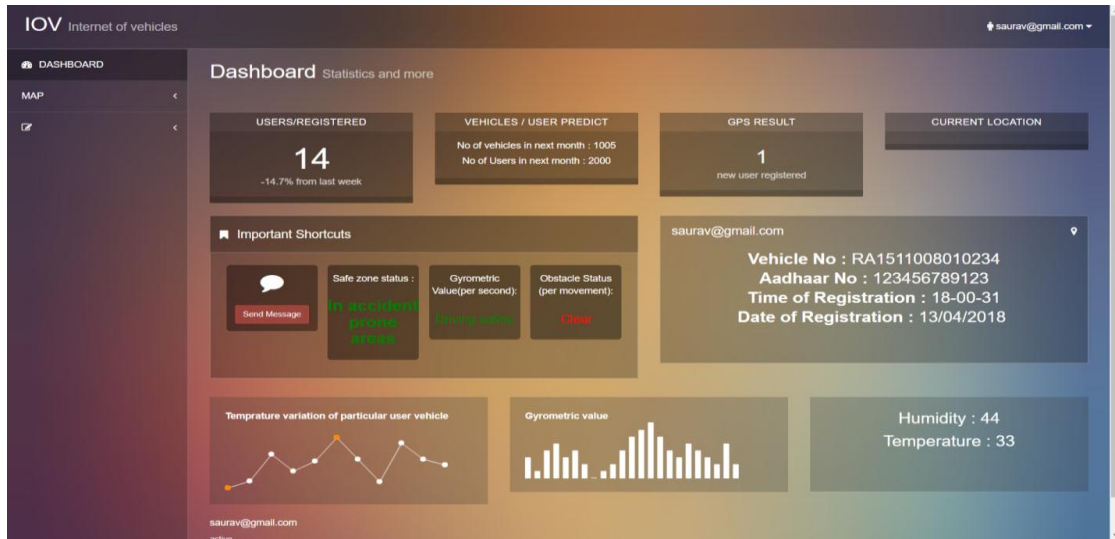 IOV Internet of vehicles
saurav@gmail.com
DASHBOARD
MAP
Dashboard Statistics and more
USERS/REGISTERED
14
-14.7% from last week
VEHICLES / USER PREDICT
No of vehicles in next month : 1005
No of Users in next month : 2000
GPS RESULT
1
new user registered
CURRENT LOCATION
Important Shortcuts
Send Message
Safe zone status :
In accident
prone
areas
Gyrometric
Value(per second):
Driving
Obstacle Status
(per movement):
Clear
saurav@gmail.com
Vehicle No : RA1511008010234
Aadhaar No : 123456789123
Time of Registration : 18-00-31
Date of Registration : 13/04/2018
Temprature variation of particular user vehicle
Gyrometric value
Humidity : 44
Temperature : 33
saurav@gmail.com
active